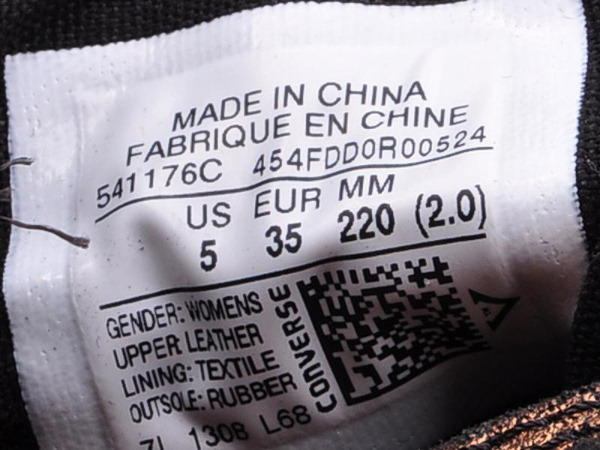 MADE IN CHINA
FABRIQUE EN CHINE
541176C 454FDD0R00524
US EUR MM
5 35 220 (2.0)
GENDER: WOMENS
UPPER: LEATHER
LINING: TEXTILE
OUTSOLE: RUBBER
CONVERSE
1308 L68